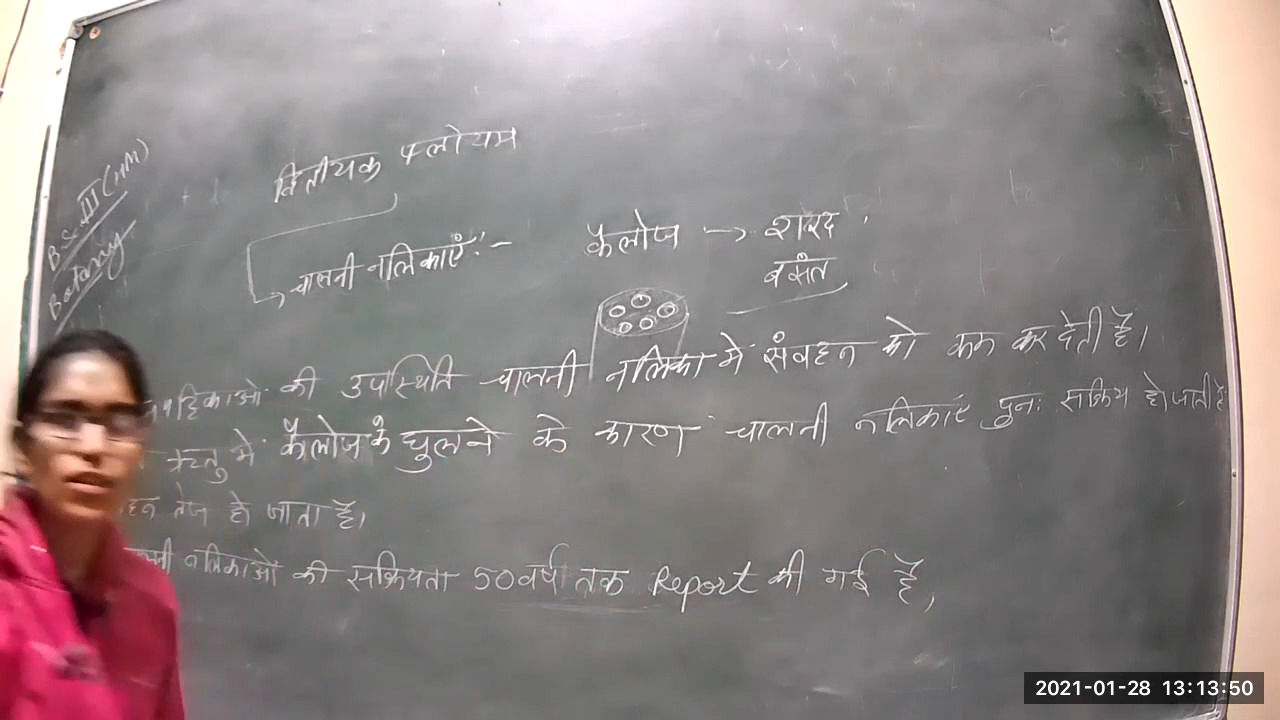 B.Sc III (HM)
Botany
द्वितीयक फ्लोयम
चालनी नलिकाएँ :-
कैलोज → शरद
बसंत
की उपस्थिति चालनी नलिका में संवहन को कम कर देती है।
ऋतु में कैलोज के घुलने के कारण चालनी नलिकाएं पुनः सक्रिय हो जाती है
तेज हो जाता है।
नलिकाओं की सक्रियता 50 वर्ष तक Report की गई है,
2021-01-28 13:13:50